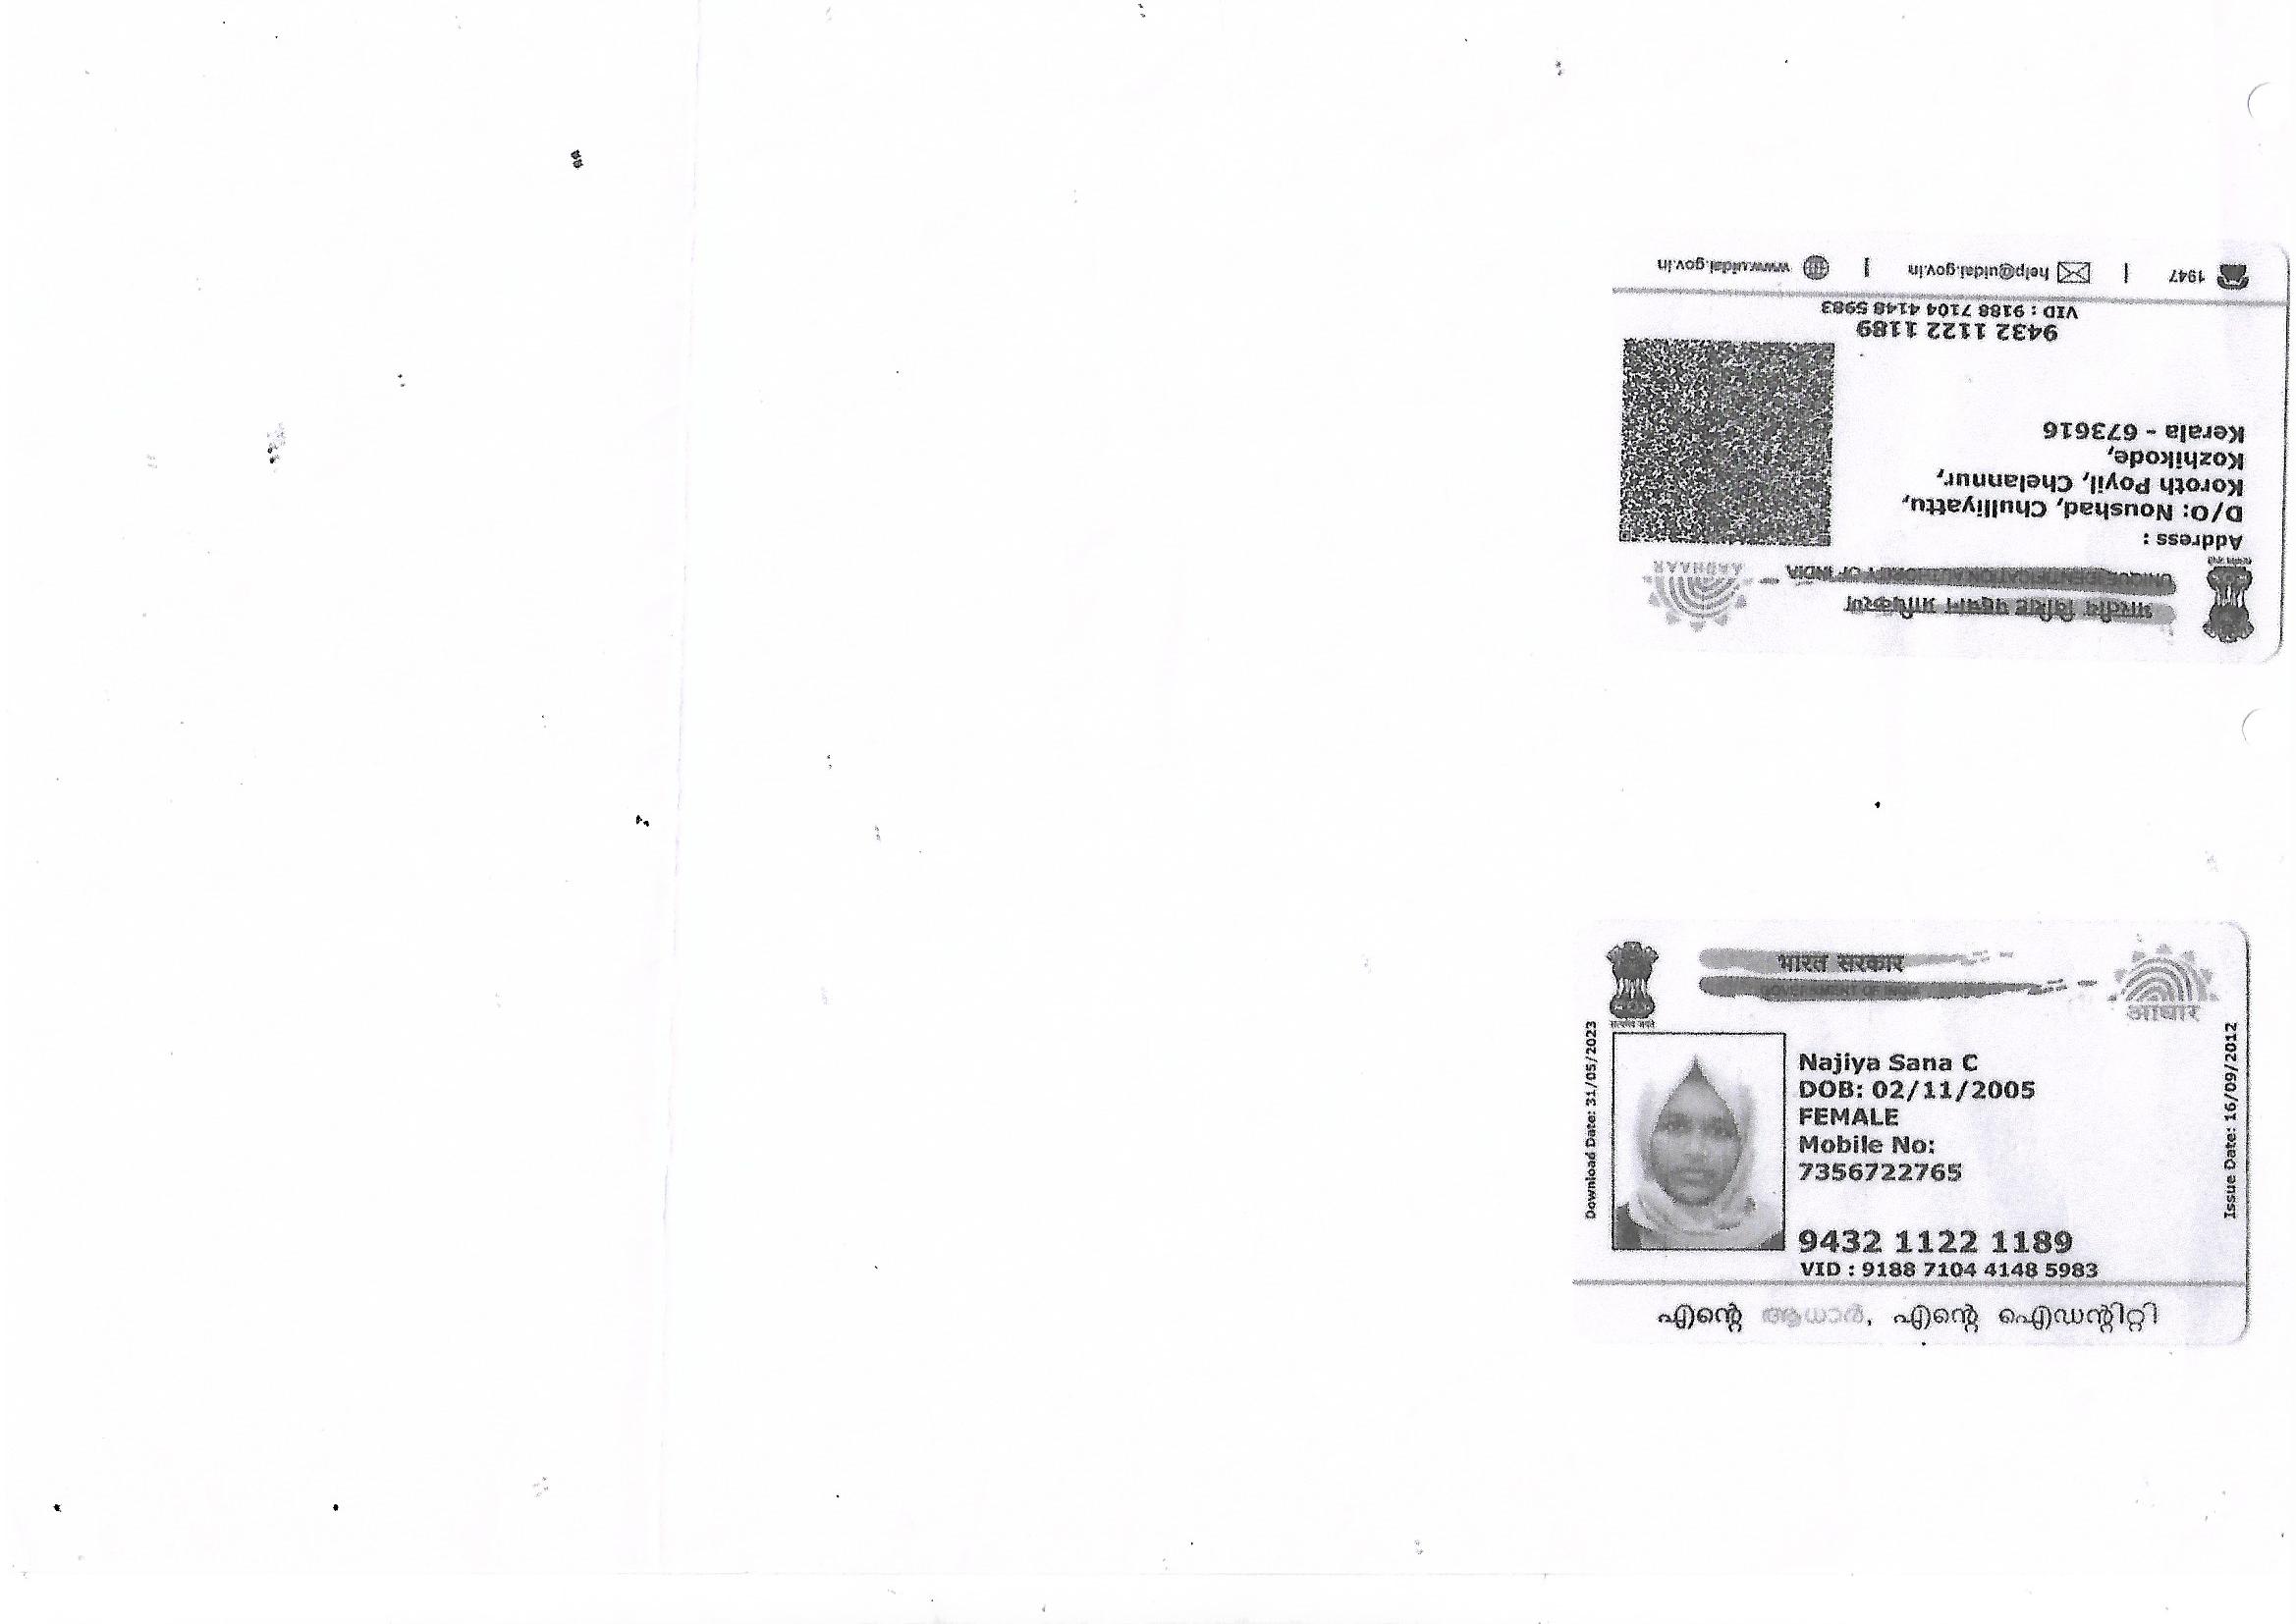 1947 | help@uidai.gov.in | www.uidai.gov.in
VID : 9188 7104 4148 5983
9432 1122 1189
Kerala - 673616
Kozhikode,
Koroth Poyil, Chelannur,
D/O: Noushad, Chulliyattu,
Address :
AADHAAR
UNIQUE IDENTIFICATION AUTHORITY OF INDIA
भारतीय विशिष्ट पहचान प्राधिकरण
भारत सरकार
GOVERNMENT OF INDIA
आधार
सत्यमेव जयते
Download Date: 31/05/2023
Issue Date: 16/09/2012
Najiya Sana C
DOB: 02/11/2005
FEMALE
Mobile No:
7356722765
9432 1122 1189
VID : 9188 7104 4148 5983
എന്റെ ആധാർ, എന്റെ ഐഡന്റിറ്റി